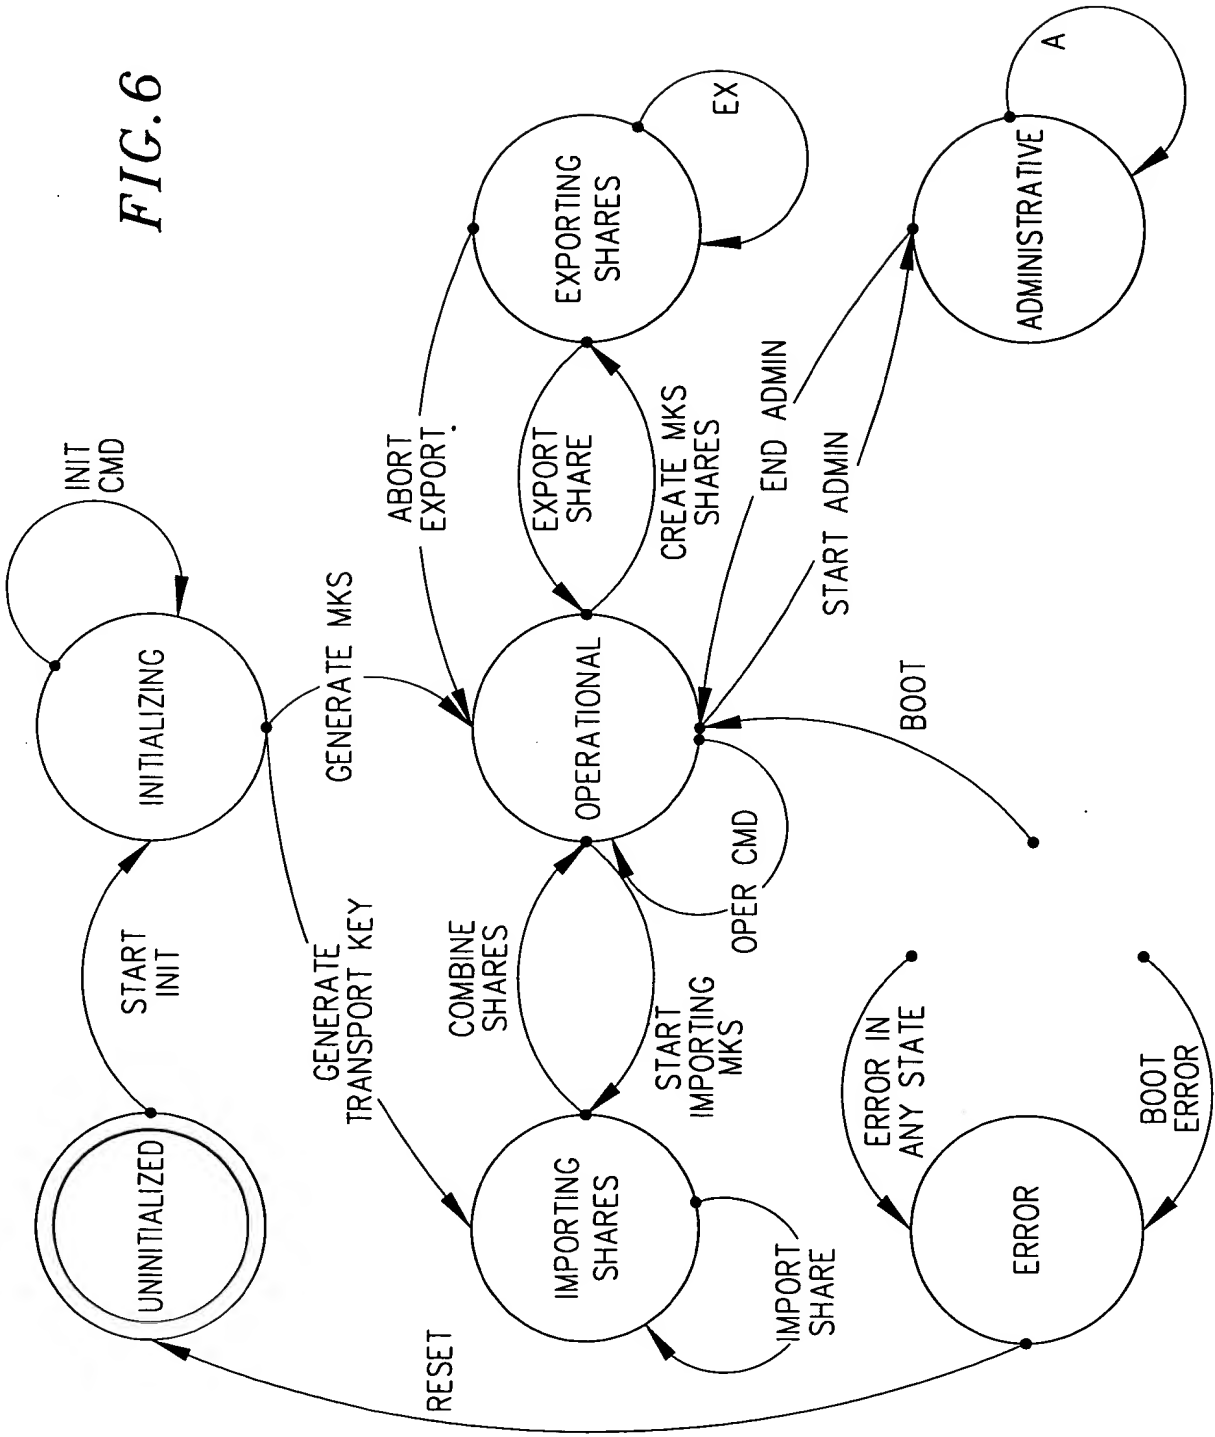 FIG.6
UNINITIALIZED
START
INIT
INITIALIZING
INIT
CMD
GENERATE
TRANSPORT KEY
GENERATE MKS
ABORT
EXPORT
RESET
IMPORTING
SHARES
COMBINE
SHARES
START
IMPORTING
MKS
IMPORT
SHARE
OPERATIONAL
OPER CMD
EXPORT
SHARE
CREATE MKS
SHARES
EXPORTING
SHARES
EX
END ADMIN
START ADMIN
BOOT
ERROR IN
ANY STATE
ERROR
BOOT
ERROR
ADMINISTRATIVE
A